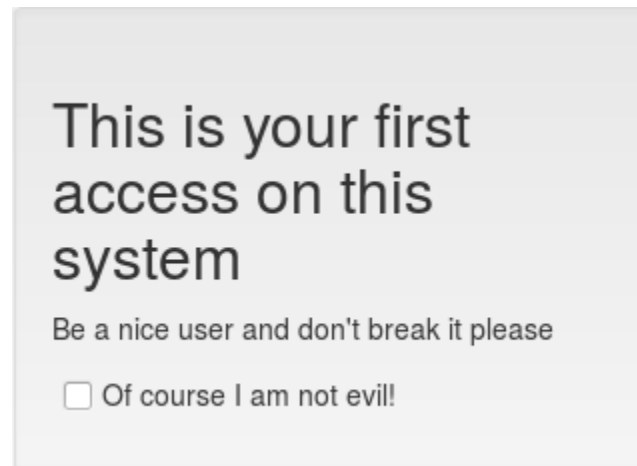 This is your first
access on this
system
Be a nice user and don't break it please
Of course I am not evil!